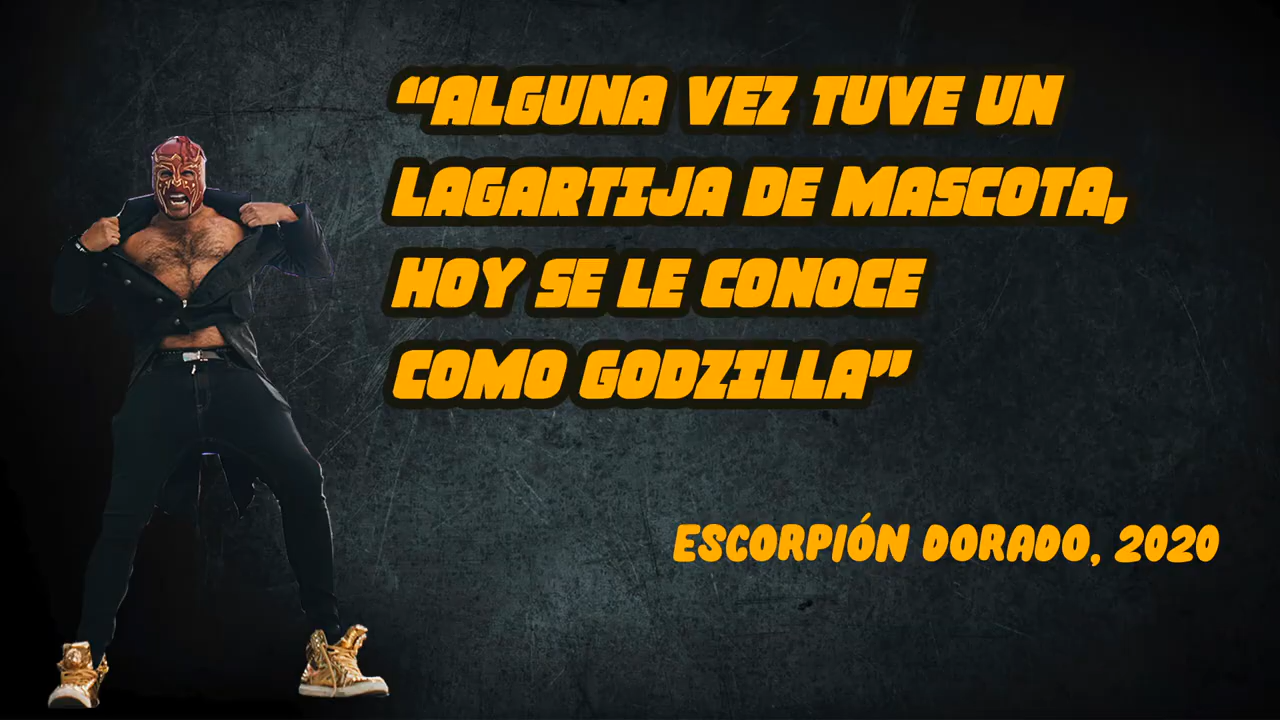 “ALGUNA VEZ TUVE UN
LAGARTIJA DE MASCOTA,
HOY SE LE CONOCE
COMO GODZILLA”
ESCORPIÓN DORADO, 2020